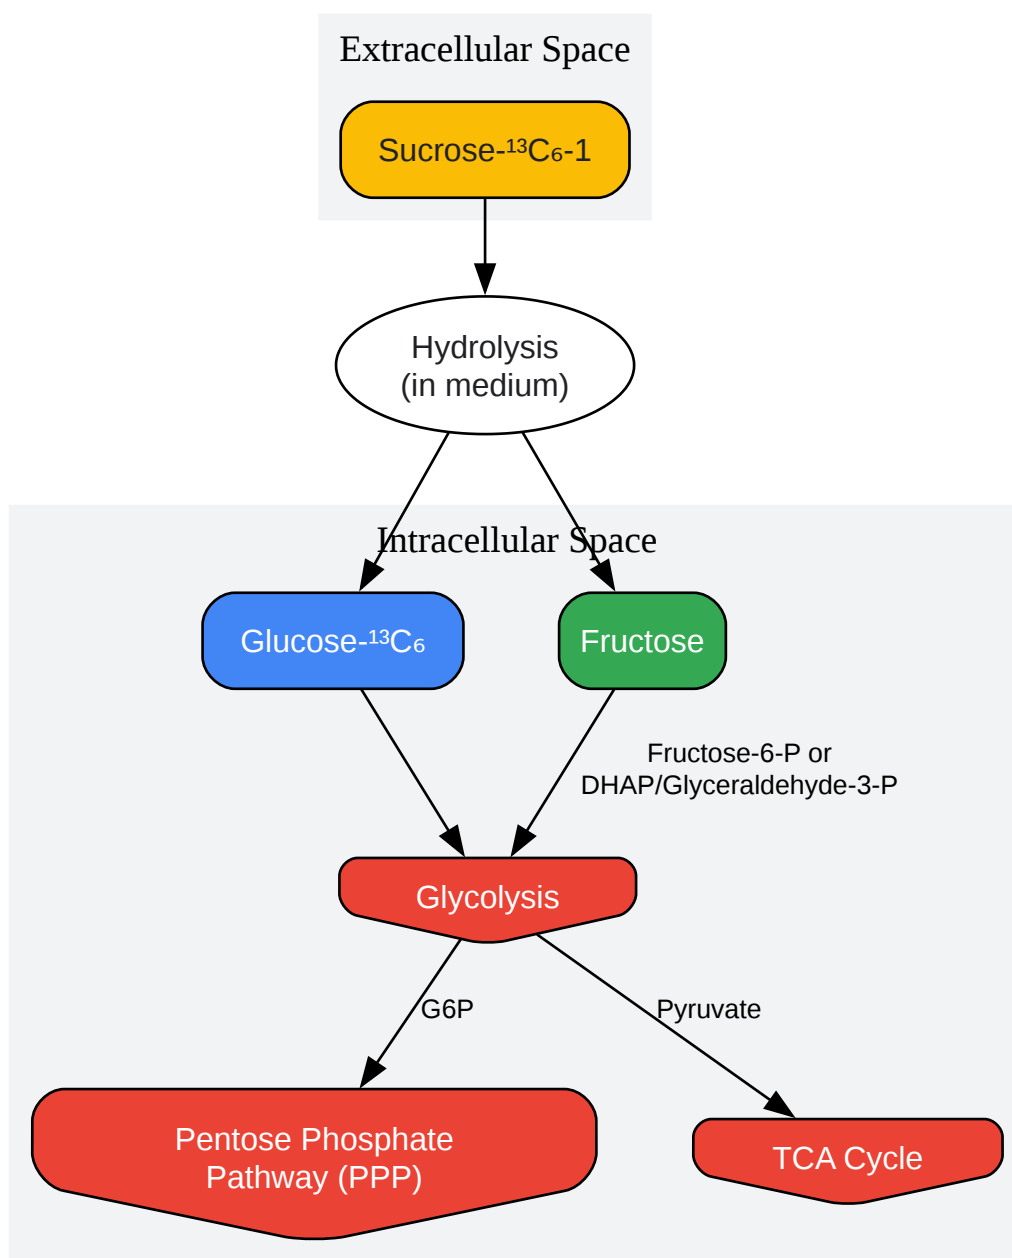 Extracellular Space
Sucrose-¹³C₆-1
Hydrolysis
(in medium)
Intracellular Space
Glucose-¹³C₆
Fructose
Fructose-6-P or
DHAP/Glyceraldehyde-3-P
Glycolysis
G6P
Pyruvate
Pentose Phosphate
Pathway (PPP)
TCA Cycle